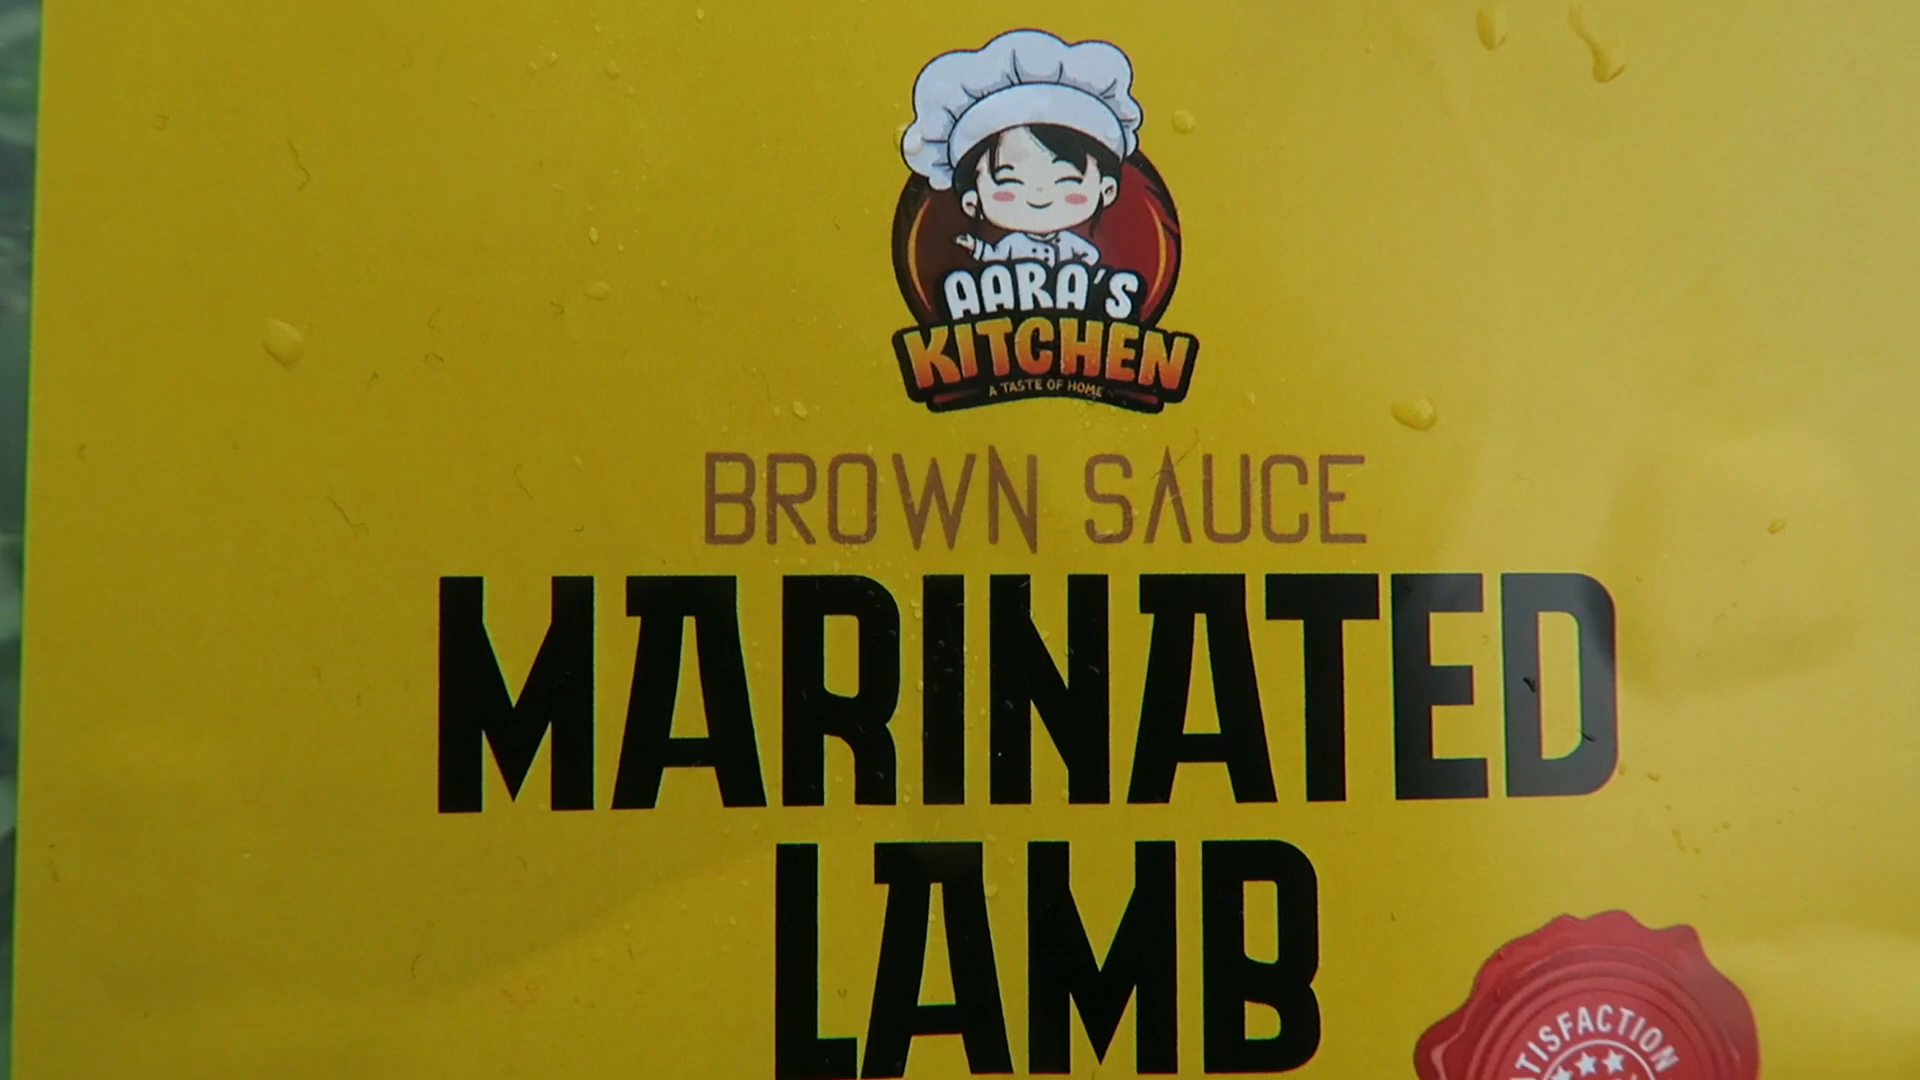 AARA'S
KITCHEN
A TASTE OF HOME
BROWN SAUCE
MARINATED
LAMB